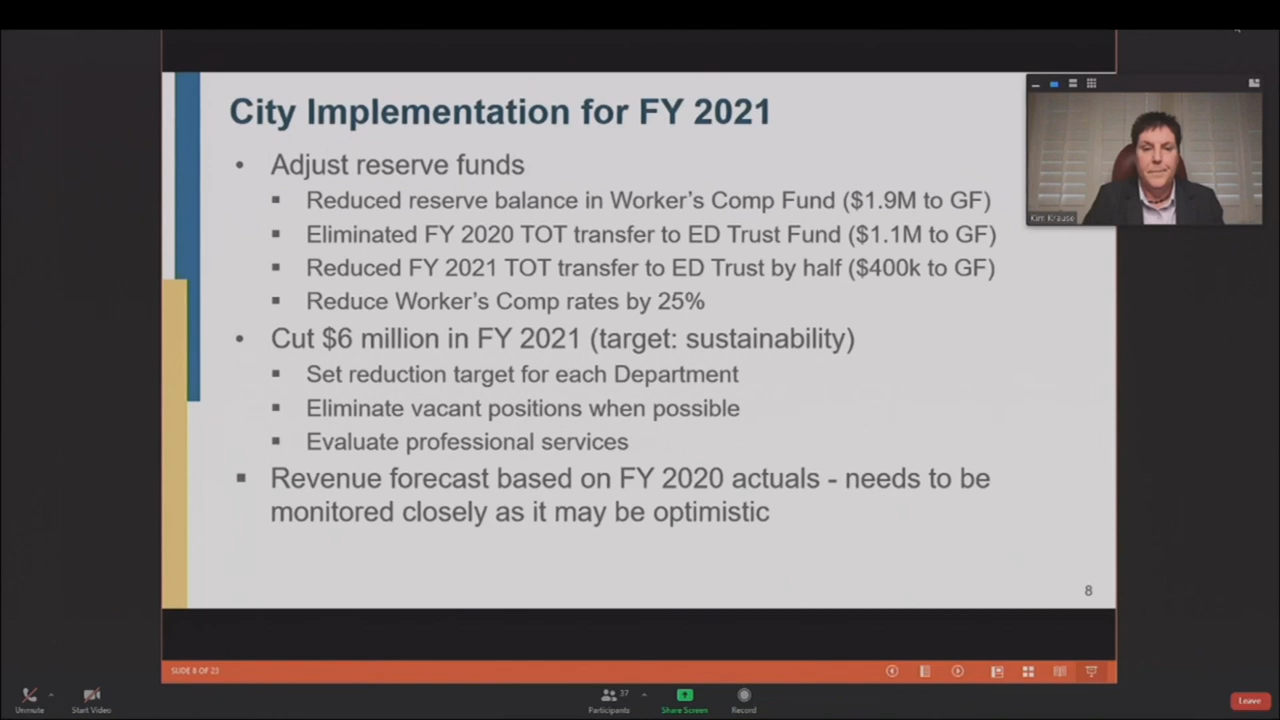 City Implementation for FY 2021
• Adjust reserve funds
▪ Reduced reserve balance in Worker's Comp Fund ($1.9M to GF)
▪ Eliminated FY 2020 TOT transfer to ED Trust Fund ($1.1M to GF)
▪ Reduced FY 2021 TOT transfer to ED Trust by half ($400k to GF)
▪ Reduce Worker's Comp rates by 25%
• Cut $6 million in FY 2021 (target: sustainability)
▪ Set reduction target for each Department
▪ Eliminate vacant positions when possible
▪ Evaluate professional services
▪ Revenue forecast based on FY 2020 actuals - needs to be
monitored closely as it may be optimistic
8
Kim Krause
SLIDE 8 OF 23
Unmute
Start Video
37
Participants
Share Screen
Record
Leave